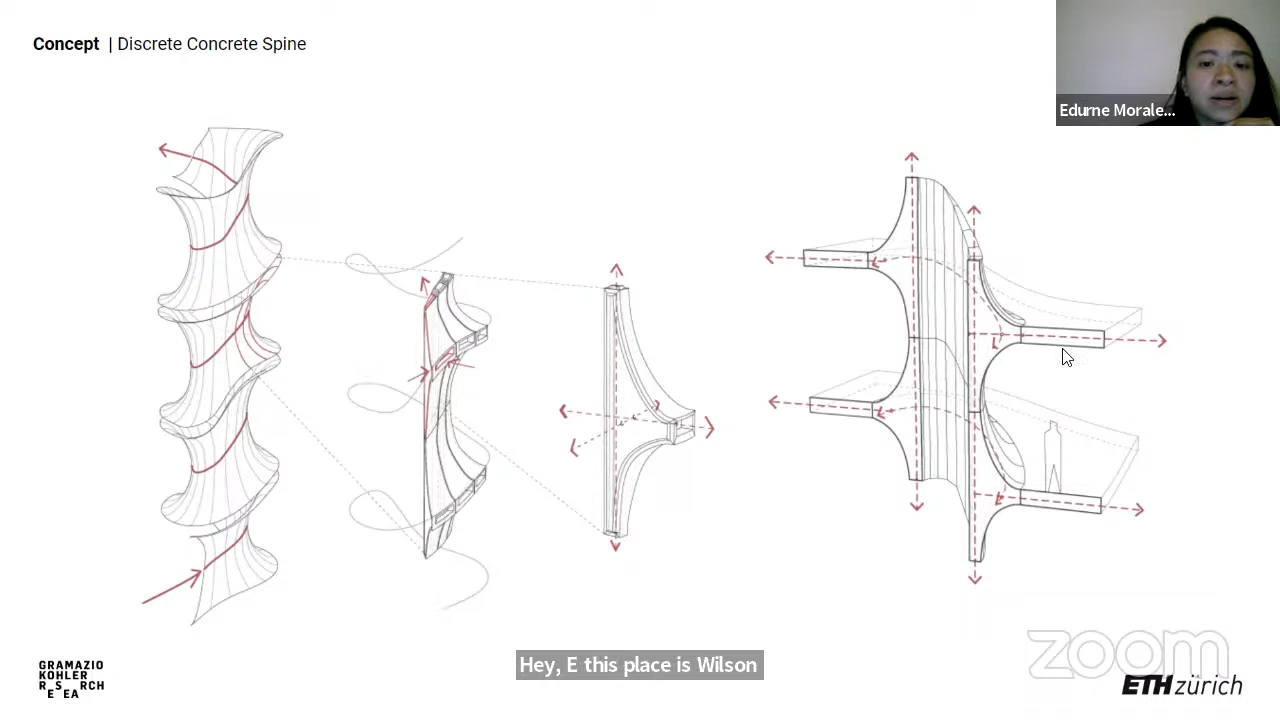 Concept | Discrete Concrete Spine
Edurne Morale...
Hey, E this place is Wilson
GRAMAZIO
KOHLER
RESEARCH
zoom
ETH zürich